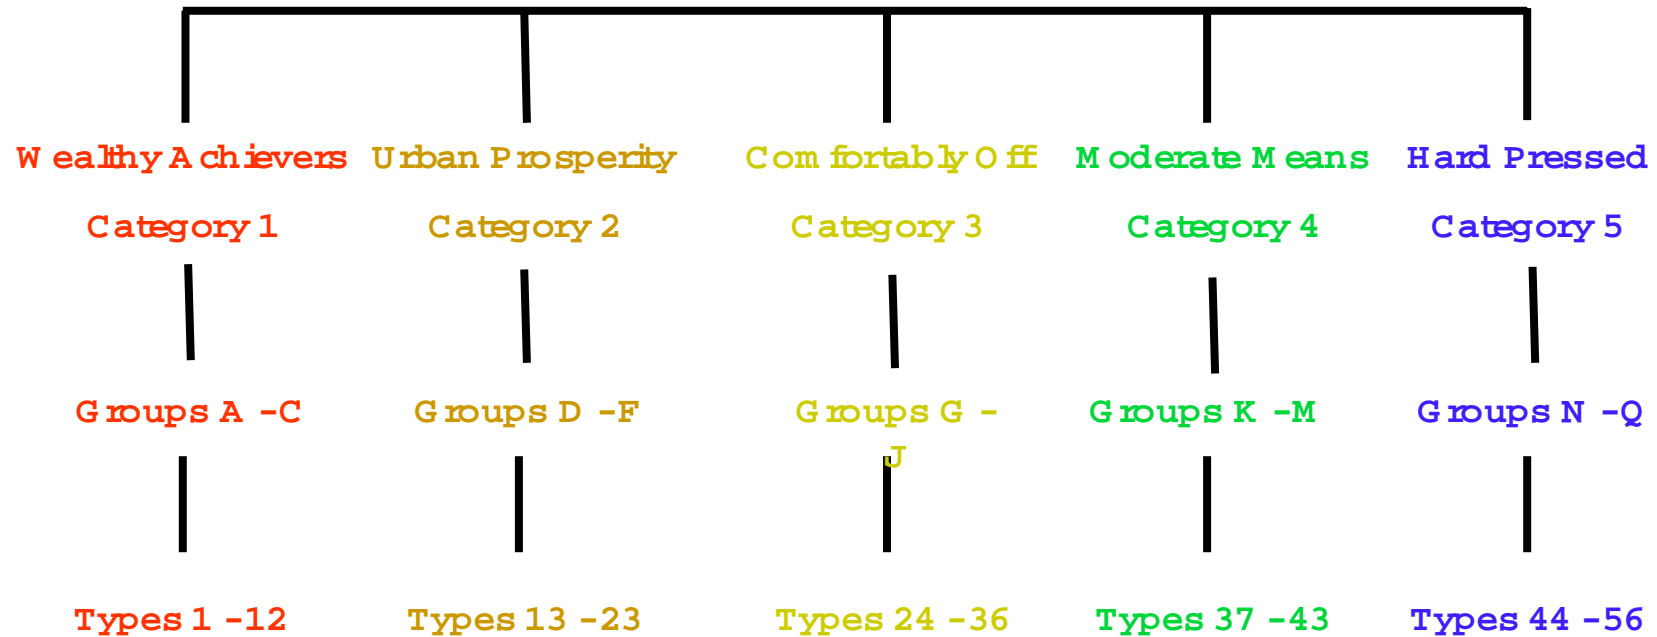 Wealthy Achievers Urban Prosperity Comfortably Off Moderate Means Hard Pressed
Category 1 Category 2 Category 3 Category 4 Category 5
Groups A - C Groups D - F Groups G - Groups K - M Groups N - Q
J
Types 1 - 12 Types 13 - 23 Types 24 - 36 Types 37 - 43 Types 44 - 56